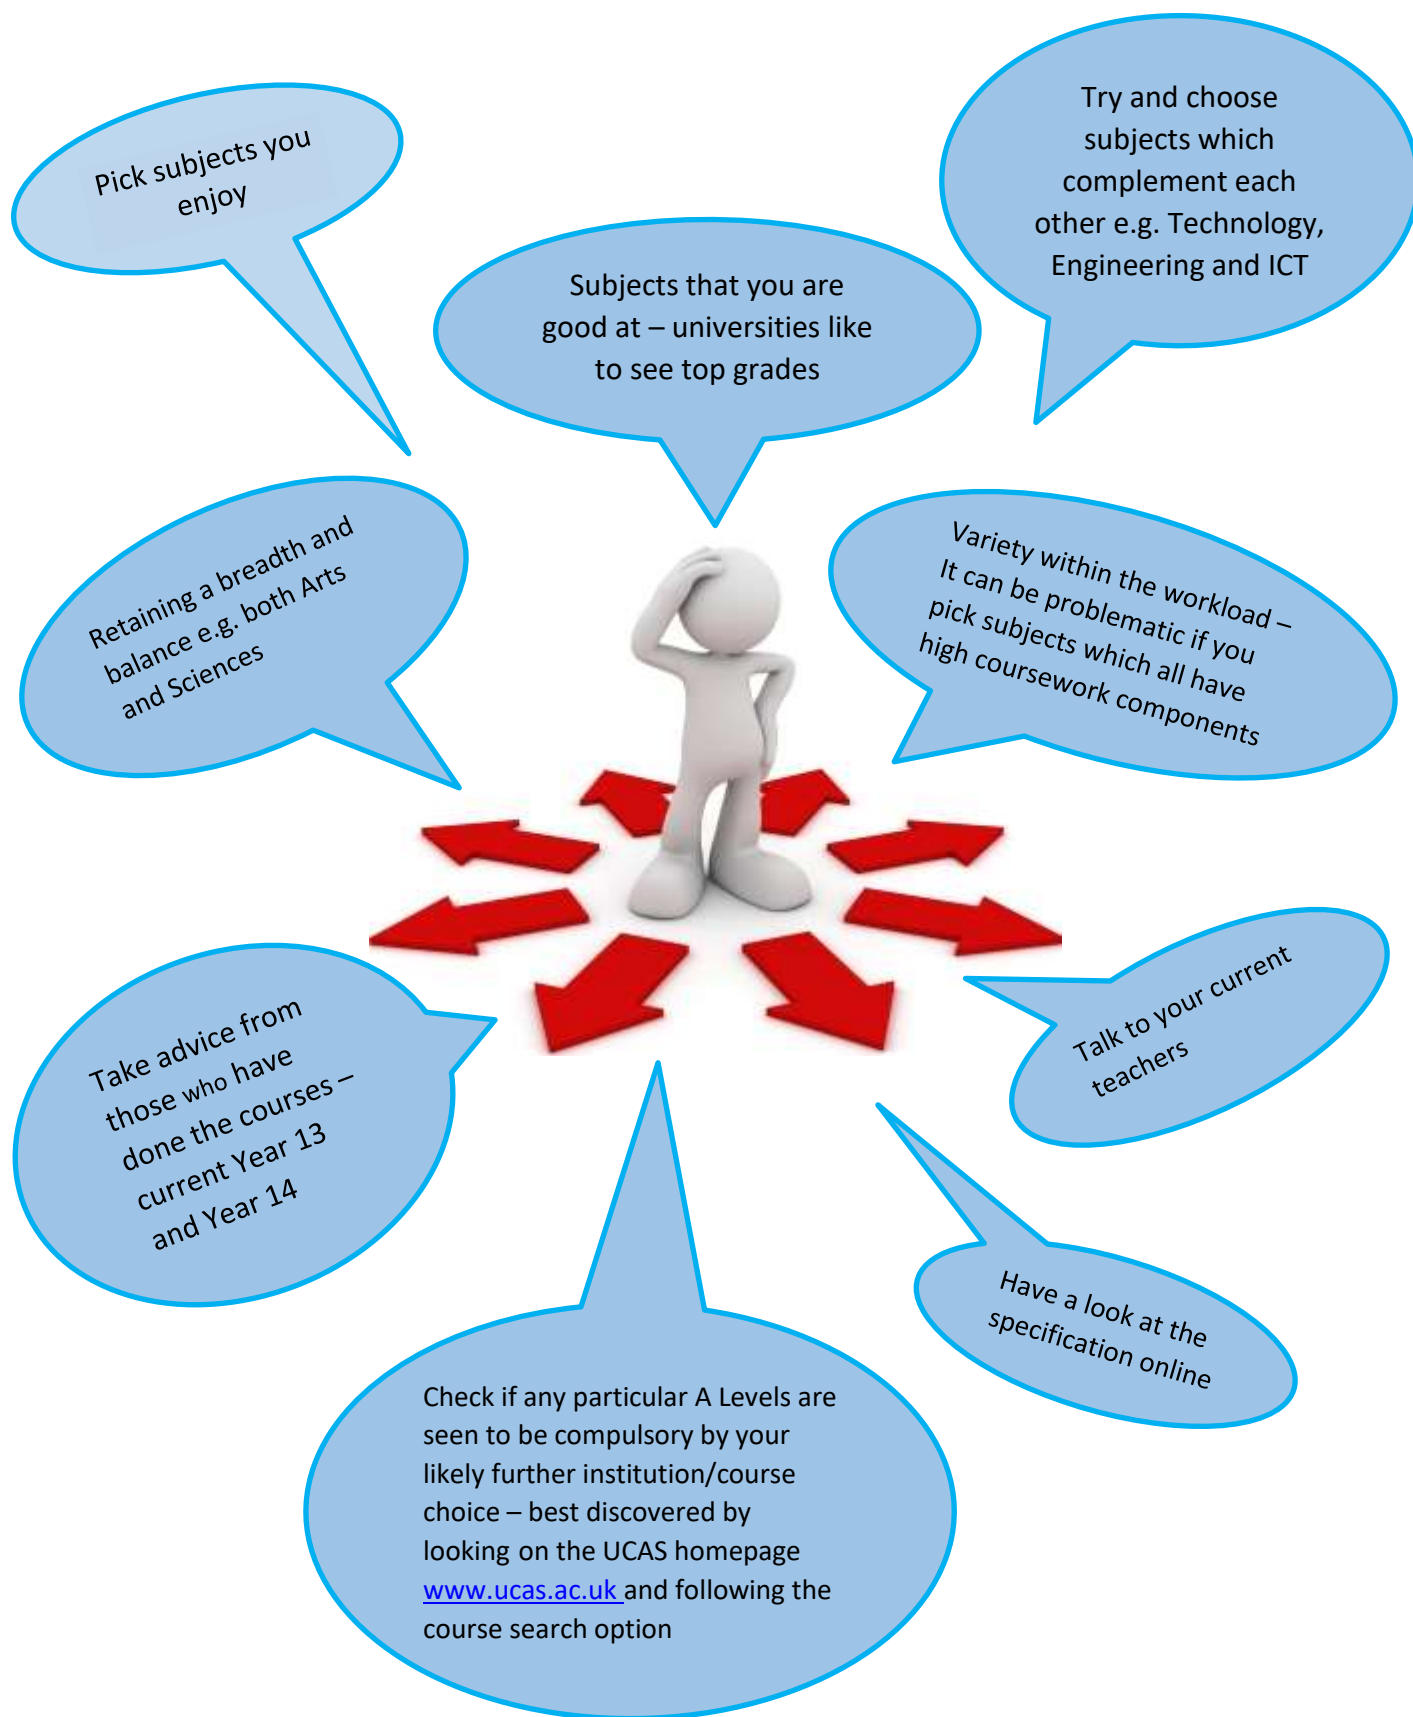 Pick subjects you
enjoy
Try and choose
subjects which
complement each
other e.g. Technology,
Engineering and ICT
Subjects that you are
good at – universities like
to see top grades
Retaining a breadth and
balance e.g. both Arts
and Sciences
Variety within the workload –
It can be problematic if you
pick subjects which all have
high coursework components
Take advice from
those who have
done the courses –
current Year 13
and Year 14
Talk to your current
teachers
Have a look at the
specification online
Check if any particular A Levels are
seen to be compulsory by your
likely further institution/course
choice – best discovered by
looking on the UCAS homepage
www.ucas.ac.uk and following the
course search option